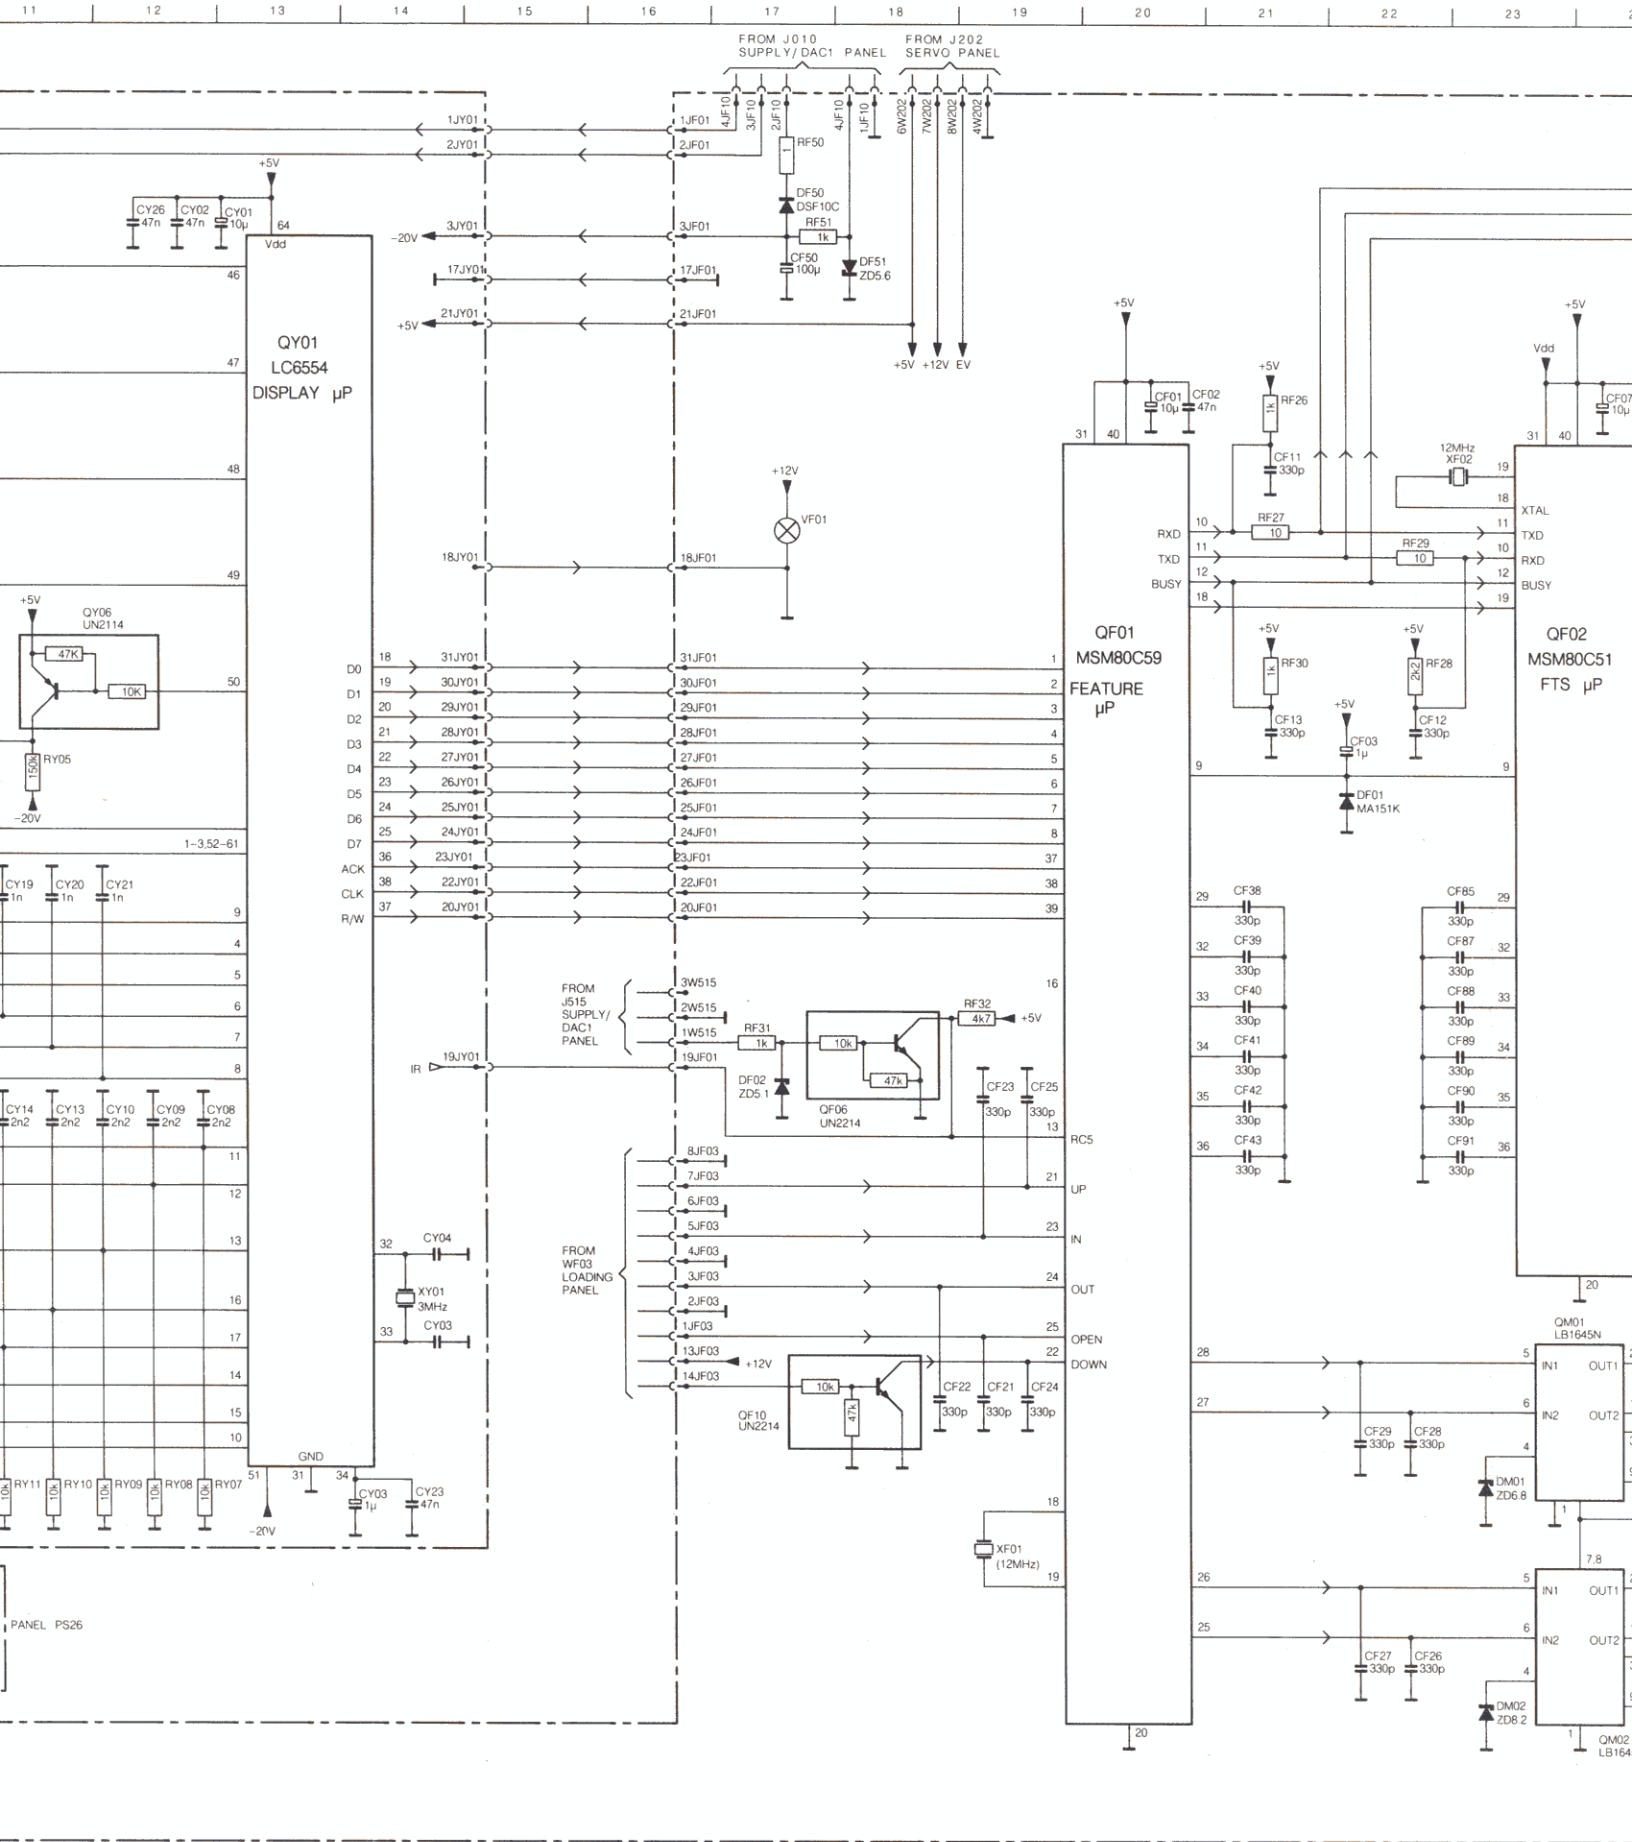 11 12 13 14 15 16 17 18 19 20 21 22 23
FROM J010
SUPPLY/DAC1 PANEL
FROM J202
SERVO PANEL
4JF10
3JF10
2JF10
4JF10
1JF10
6W202
7W202
8W202
4W202
1JY01
1JF01
2JY01
2JF01
RF50
1
DF50
DSF10C
+5V
CY26
47n
CY02
47n
CY01
10µ
64
Vdd
-20V
3JY01
3JF01
RF51
1k
CF50
100µ
DF51
ZD5.6
46
17JY01
17JF01
+5V
21JY01
21JF01
+5V +12V EV
QY01
LC6554
DISPLAY µP
47
48
49
50
+12V
VF01
18JY01
18JF01
+5V
CF01
10µ
CF02
47n
31
40
+5V
RF26
1k
CF11
330p
+5V
Vdd
CF07
10µ
31
40
12MHz
XF02
19
18
XTAL
RXD
10
RF27
10
11
TXD
TXD
11
RF29
10
10
RXD
BUSY
12
12
BUSY
18
19
QF01
MSM80C59
FEATURE
µP
QF02
MSM80C51
FTS µP
+5V
RF30
1k
CF13
330p
+5V
RF28
2k2
CF12
330p
+5V
CF03
1µ
9
9
DF01
MA151K
+5V
QY06
UN2114
47K
10K
150k
RY05
-20V
D0 18 31JY01 31JF01 1
D1 19 30JY01 30JF01 2
D2 20 29JY01 29JF01 3
D3 21 28JY01 28JF01 4
D4 22 27JY01 27JF01 5
D5 23 26JY01 26JF01 6
D6 24 25JY01 25JF01 7
D7 25 24JY01 24JF01 8
ACK 36 23JY01 23JF01 37
CLK 38 22JY01 22JF01 38
R/W 37 20JY01 20JF01 39
1-3,52-61
CY19
1n
CY20
1n
CY21
1n
9
4
5
6
7
8
CY14
2n2
CY13
2n2
CY10
2n2
CY09
2n2
CY08
2n2
11
12
13
16
17
14
15
10
FROM
J515
SUPPLY/
DAC1
PANEL
3W515
2W515
1W515
IR
19JY01
19JF01
RF31
1k
DF02
ZD5.1
10k
47k
QF06
UN2214
RF32
4k7
+5V
16
CF23
330p
CF25
330p
13
RC5
29 CF38 330p
32 CF39 330p
33 CF40 330p
34 CF41 330p
35 CF42 330p
36 CF43 330p
CF85 330p 29
CF87 330p 32
CF88 330p 33
CF89 330p 34
CF90 330p 35
CF91 330p 36
FROM
WF03
LOADING
PANEL
8JF03
7JF03
21
UP
6JF03
5JF03
23
IN
4JF03
3JF03
24
OUT
2JF03
1JF03
25
OPEN
13JF03
+12V
22
DOWN
14JF03
10k
47k
QF10
UN2214
CF22
330p
CF21
330p
CF24
330p
32
CY04
XY01
3MHz
33
CY03
RY11
10k
RY10
10k
RY09
10k
RY08
10k
RY07
10k
GND
51
31
34
-20V
CY03
1µ
CY23
47n
18
XF01
(12MHz)
19
20
20
28
27
CF29
330p
CF28
330p
QM01
LB1645N
5
IN1
OUT1
6
IN2
OUT2
4
DM01
ZD6.8
1
7,8
26
25
CF27
330p
CF26
330p
5
IN1
OUT1
6
IN2
OUT2
4
DM02
ZD8.2
1
QM02
LB164
PANEL PS26